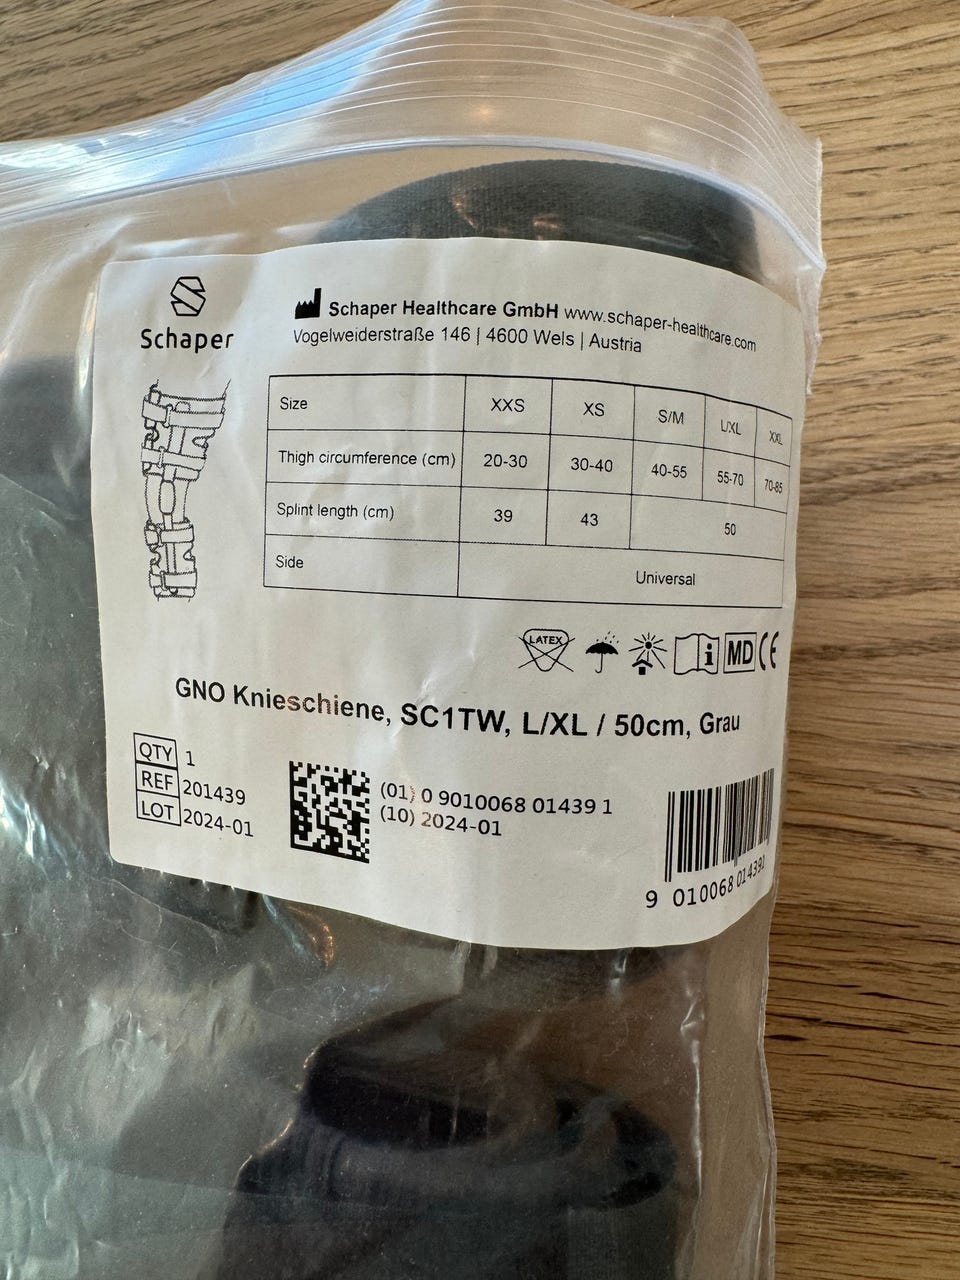 Schaper
Schaper Healthcare GmbH www.schaper-healthcare.com
Vogelweiderstraße 146 | 4600 Wels | Austria
Size XXS XS S/M L/XL XXL
Thigh circumference (cm) 20-30 30-40 40-55 55-70 70-85
Splint length (cm) 39 43 50
Side Universal
LATEX i MD CE
GNO Knieschiene, SC1TW, L/XL / 50cm, Grau
QTY 1
REF 201439
LOT 2024-01
(01) 0 9010068 01439 1
(10) 2024-01
9 010068 014391